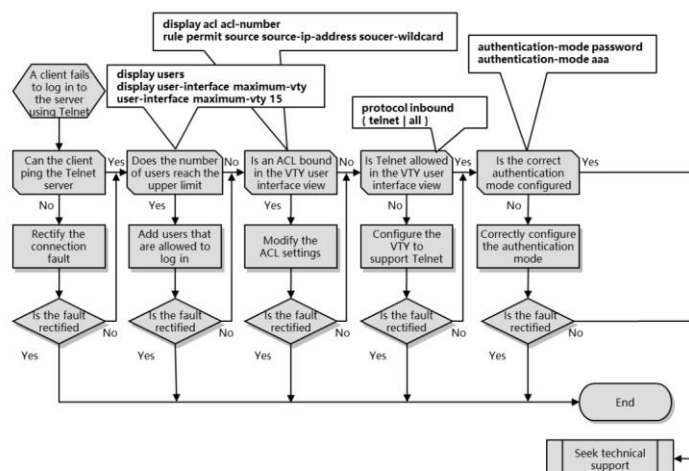 display acl acl-number
rule permit source source-ip-address soucer-wildcard
authentication-mode password
authentication-mode aaa
A client fails
to log in to
the server
using Telnet
display users
display user-interface maximum-vty
user-interface maximum-vty 15
protocol inbound
{ telnet | all }
Can the client
ping the Telnet
server
Yes
Does the number
of users reach the
upper limit
No
Is an ACL bound
in the VTY user
interface view
No
Is Telnet allowed
in the VTY user
interface view
Yes
Is the correct
authentication
mode configured
Yes
No
Yes
Yes
No
No
Rectify the
connection
fault
Add users that
are allowed to
log in
Modify the
ACL settings
Configure the
VTY to
support Telnet
Correctly configure
the authentication
mode
Is the fault
rectified
No
Is the fault
rectified
No
Is the fault
rectified
No
Is the fault
rectified
No
Is the fault
rectified
No
Yes
Yes
Yes
Yes
Yes
End
Seek technical
support